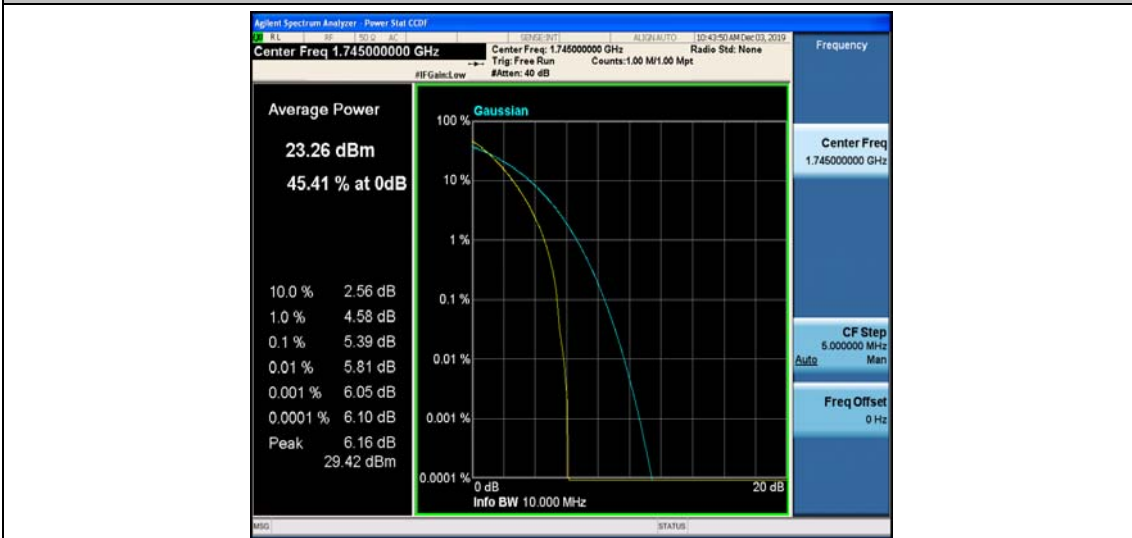 Agilent Spectrum Analyzer - Power Stat CCDF
RL RF 50 Ω AC SENSE:INT ALIGN AUTO 10:43:50 AM Dec 03, 2019
Center Freq 1.745000000 GHz
Center Freq: 1.745000000 GHz Radio Std: None
Trig: Free Run Counts:1.00 M/1.00 Mpt
#IFGain:Low #Atten: 40 dB
Frequency
Average Power
23.26 dBm
45.41 % at 0dB
10.0 % 2.56 dB
1.0 % 4.58 dB
0.1 % 5.39 dB
0.01 % 5.81 dB
0.001 % 6.05 dB
0.0001 % 6.10 dB
Peak 6.16 dB
29.42 dBm
Gaussian
100 %
10 %
1 %
0.1 %
0.01 %
0.001 %
0.0001 %
0 dB 20 dB
Info BW 10.000 MHz
Center Freq
1.745000000 GHz
CF Step
5.000000 MHz
Auto Man
Freq Offset
0 Hz
MSG STATUS